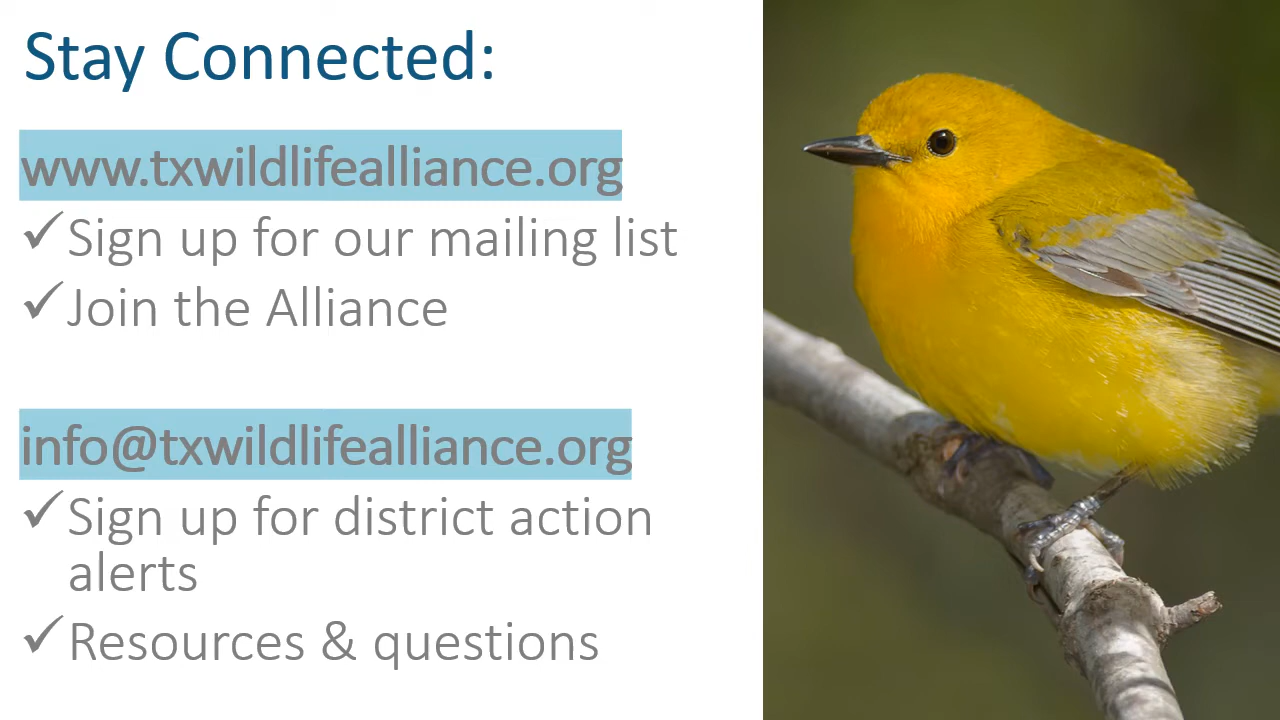 Stay Connected:
www.txwildlifealliance.org
✓Sign up for our mailing list
✓Join the Alliance
info@txwildlifealliance.org
✓Sign up for district action
alerts
✓Resources & questions